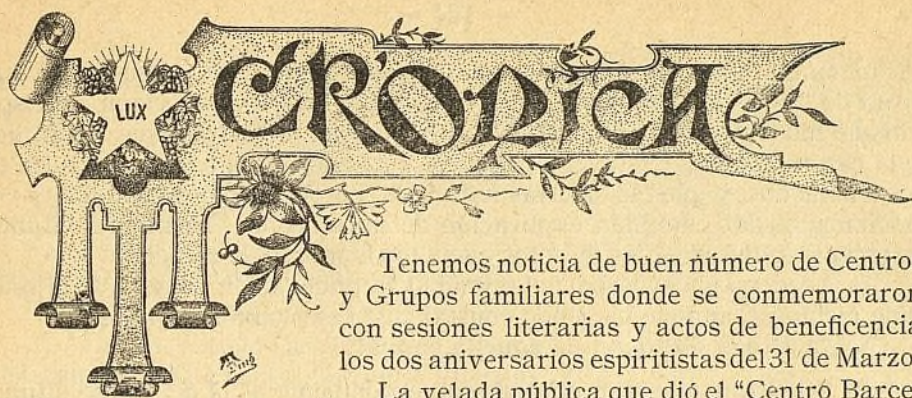 LUX
CRÓNICA
Tenemos noticia de buen número de Centro
y Grupos familiares donde se conmemoraron
con sesiones literarias y actos de beneficencia
los dos aniversarios espiritistas del 31 de Marzo
La velada pública que dió el "Centro Barce